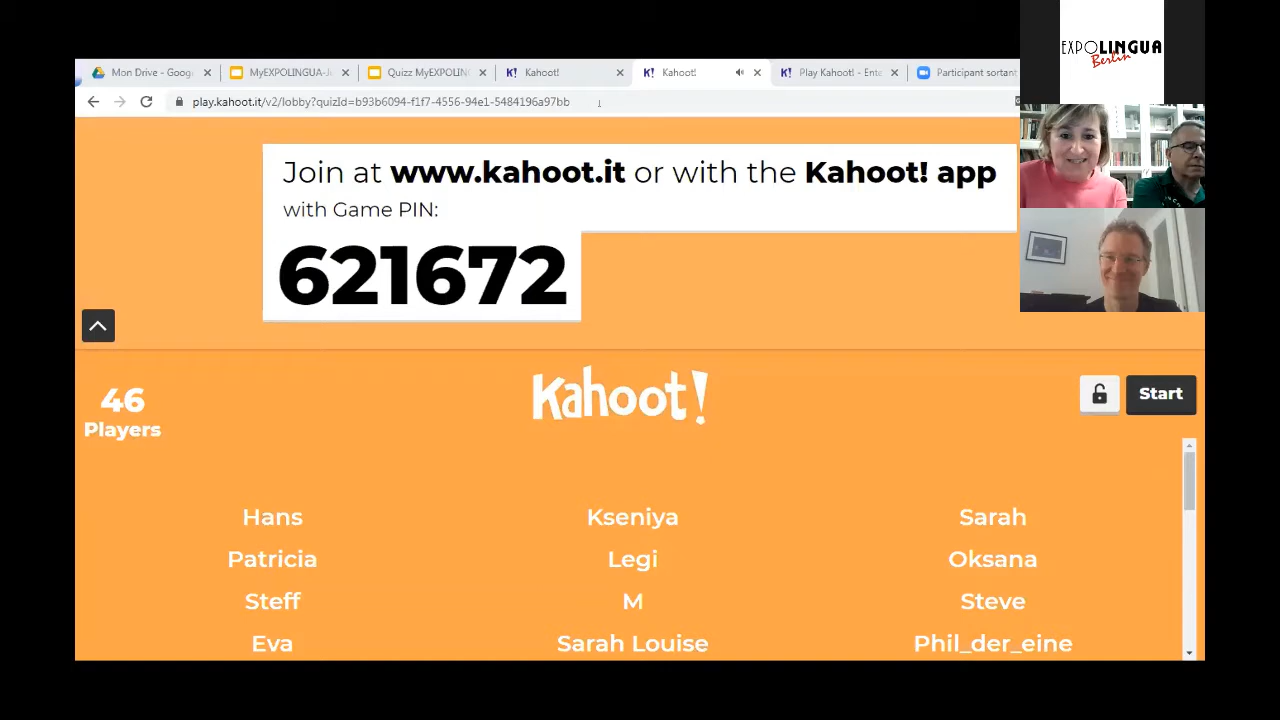 EXPOLINGUA
Berlin
Mon Drive - Goog
MyEXPOLINGUA-J
Quizz MyEXPOLIN
Kahoot!
Kahoot!
Play Kahoot! - Ente
Participant sortant
play.kahoot.it/v2/lobby?quizId=b93b6094-f1f7-4556-94e1-5484196a97bb
Join at www.kahoot.it or with the Kahoot! app
with Game PIN:
621672
46
Players
Kahoot!
Start
Hans Kseniya Sarah
Patricia Legi Oksana
Steff M Steve
Eva Sarah Louise Phil_der_eine